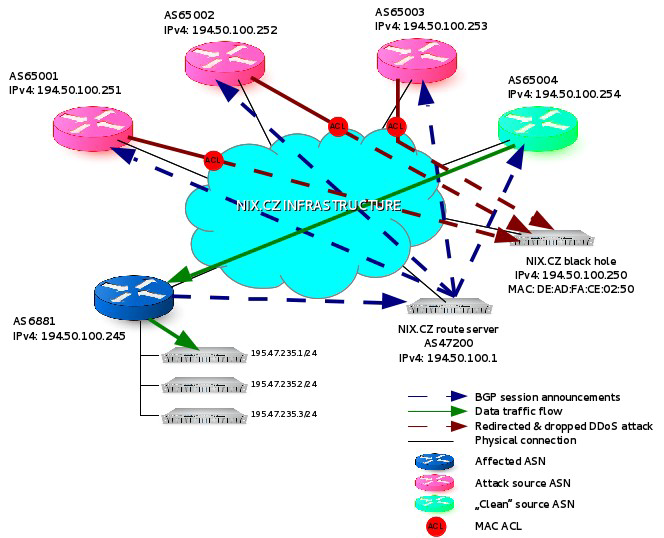 AS65002
IPv4: 194.50.100.252
AS65003
IPv4: 194.50.100.253
AS65001
IPv4: 194.50.100.251
AS65004
IPv4: 194.50.100.254
ACL
ACL
ACL
NIX.CZ INFRASTRUCTURE
NIX.CZ black hole
IPv4: 194.50.100.250
MAC: DE:AD:FA:CE:02:50
AS6881
IPv4: 194.50.100.245
NIX.CZ route server
AS47200
IPv4: 194.50.100.1
195.47.235.1/24
195.47.235.2/24
195.47.235.3/24
BGP session announcements
Data traffic flow
Redirected & dropped DDoS attack
Physical connection
Affected ASN
Attack source ASN
„Clean" source ASN
ACL
MAC ACL